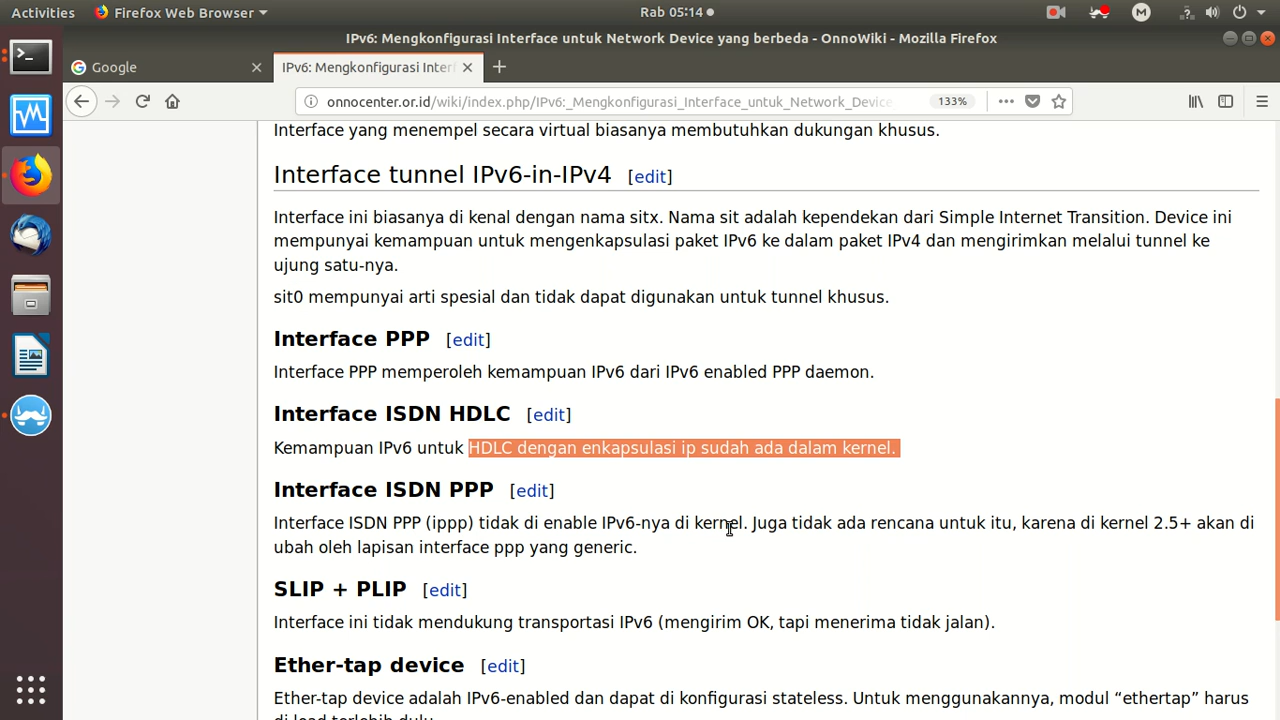 Activities
Firefox Web Browser
Rab 05:14
M
IPv6: Mengkonfigurasi Interface untuk Network Device yang berbeda - OnnoWiki - Mozilla Firefox
Google
IPv6: Mengkonfigurasi Interf
onnocenter.or.id/wiki/index.php/IPv6:_Mengkonfigurasi_Interface_untuk_Network_Device
133%
Interface yang menempel secara virtual biasanya membutuhkan dukungan khusus.
Interface tunnel IPv6-in-IPv4 [edit]
Interface ini biasanya di kenal dengan nama sitx. Nama sit adalah kependekan dari Simple Internet Transition. Device ini
mempunyai kemampuan untuk mengenkapsulasi paket IPv6 ke dalam paket IPv4 dan mengirimkan melalui tunnel ke
ujung satu-nya.
sit0 mempunyai arti spesial dan tidak dapat digunakan untuk tunnel khusus.
Interface PPP [edit]
Interface PPP memperoleh kemampuan IPv6 dari IPv6 enabled PPP daemon.
Interface ISDN HDLC [edit]
Kemampuan IPv6 untuk HDLC dengan enkapsulasi ip sudah ada dalam kernel.
Interface ISDN PPP [edit]
Interface ISDN PPP (ippp) tidak di enable IPv6-nya di kernel. Juga tidak ada rencana untuk itu, karena di kernel 2.5+ akan di
ubah oleh lapisan interface ppp yang generic.
SLIP + PLIP [edit]
Interface ini tidak mendukung transportasi IPv6 (mengirim OK, tapi menerima tidak jalan).
Ether-tap device [edit]
Ether-tap device adalah IPv6-enabled dan dapat di konfigurasi stateless. Untuk menggunakannya, modul “ethertap” harus
di load terlebih dulu.